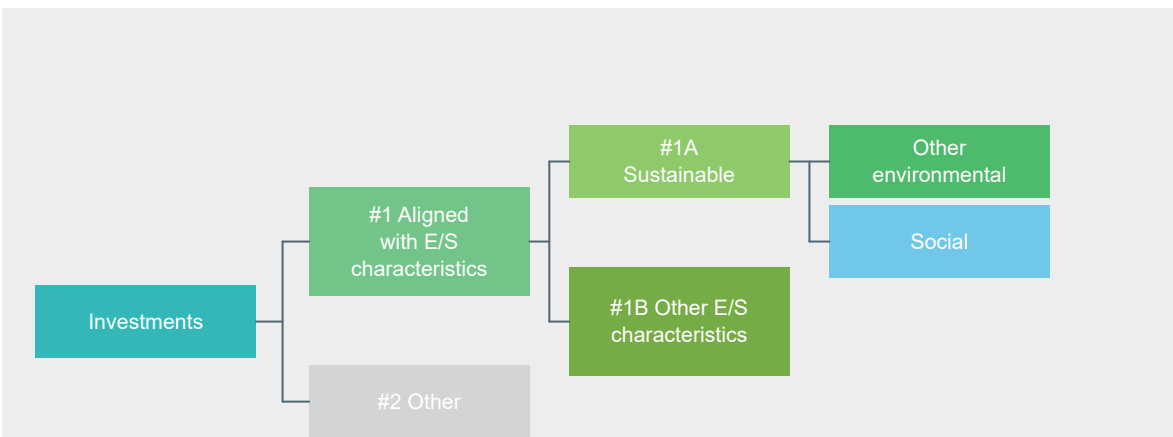 #1A
Sustainable
Other
environmental
#1 Aligned
with E/S
characteristics
Social
Investments
#1B Other E/S
characteristics
#2 Other